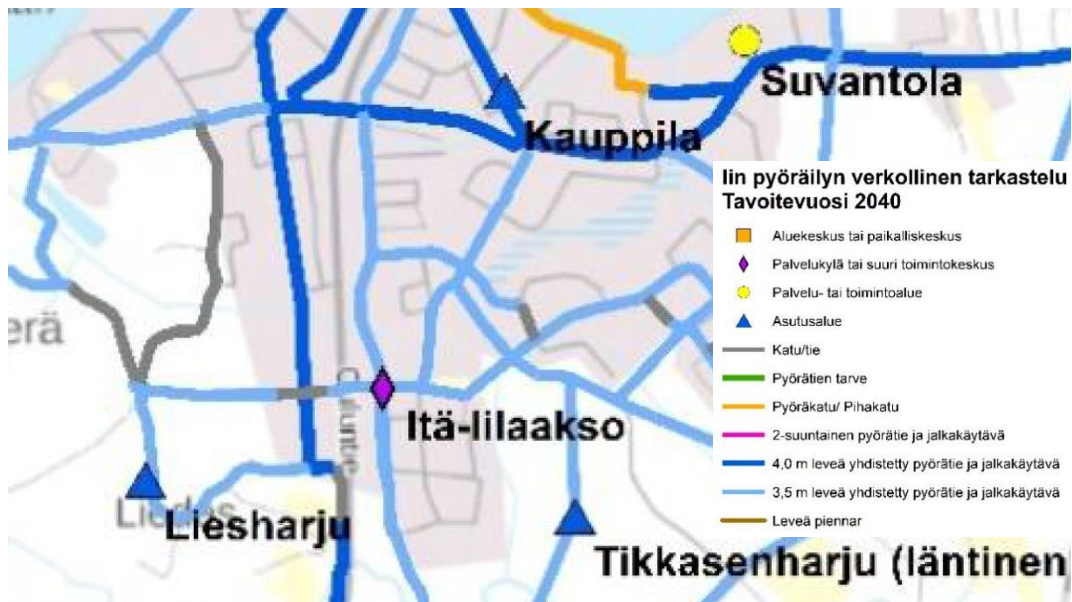 Suvantola
Kauppila
Iin pyöräilyn verkollinen tarkastelu
Tavoitevuosi 2040
Aluekeskus tai paikalliskeskus
Palvelukylä tai suuri toimintokeskus
Palvelu- tai toimintoalue
Asutusalue
Katu/tie
Pyörätien tarve
Pyöräkatu/ Pihakatu
2-suuntainen pyörätie ja jalkakäytävä
4,0 m leveä yhdistetty pyörätie ja jalkakäytävä
3,5 m leveä yhdistetty pyörätie ja jalkakäytävä
Leveä piennar
erä
Itä-Iilaakso
Liesharju
Tikkasenharju (läntinen